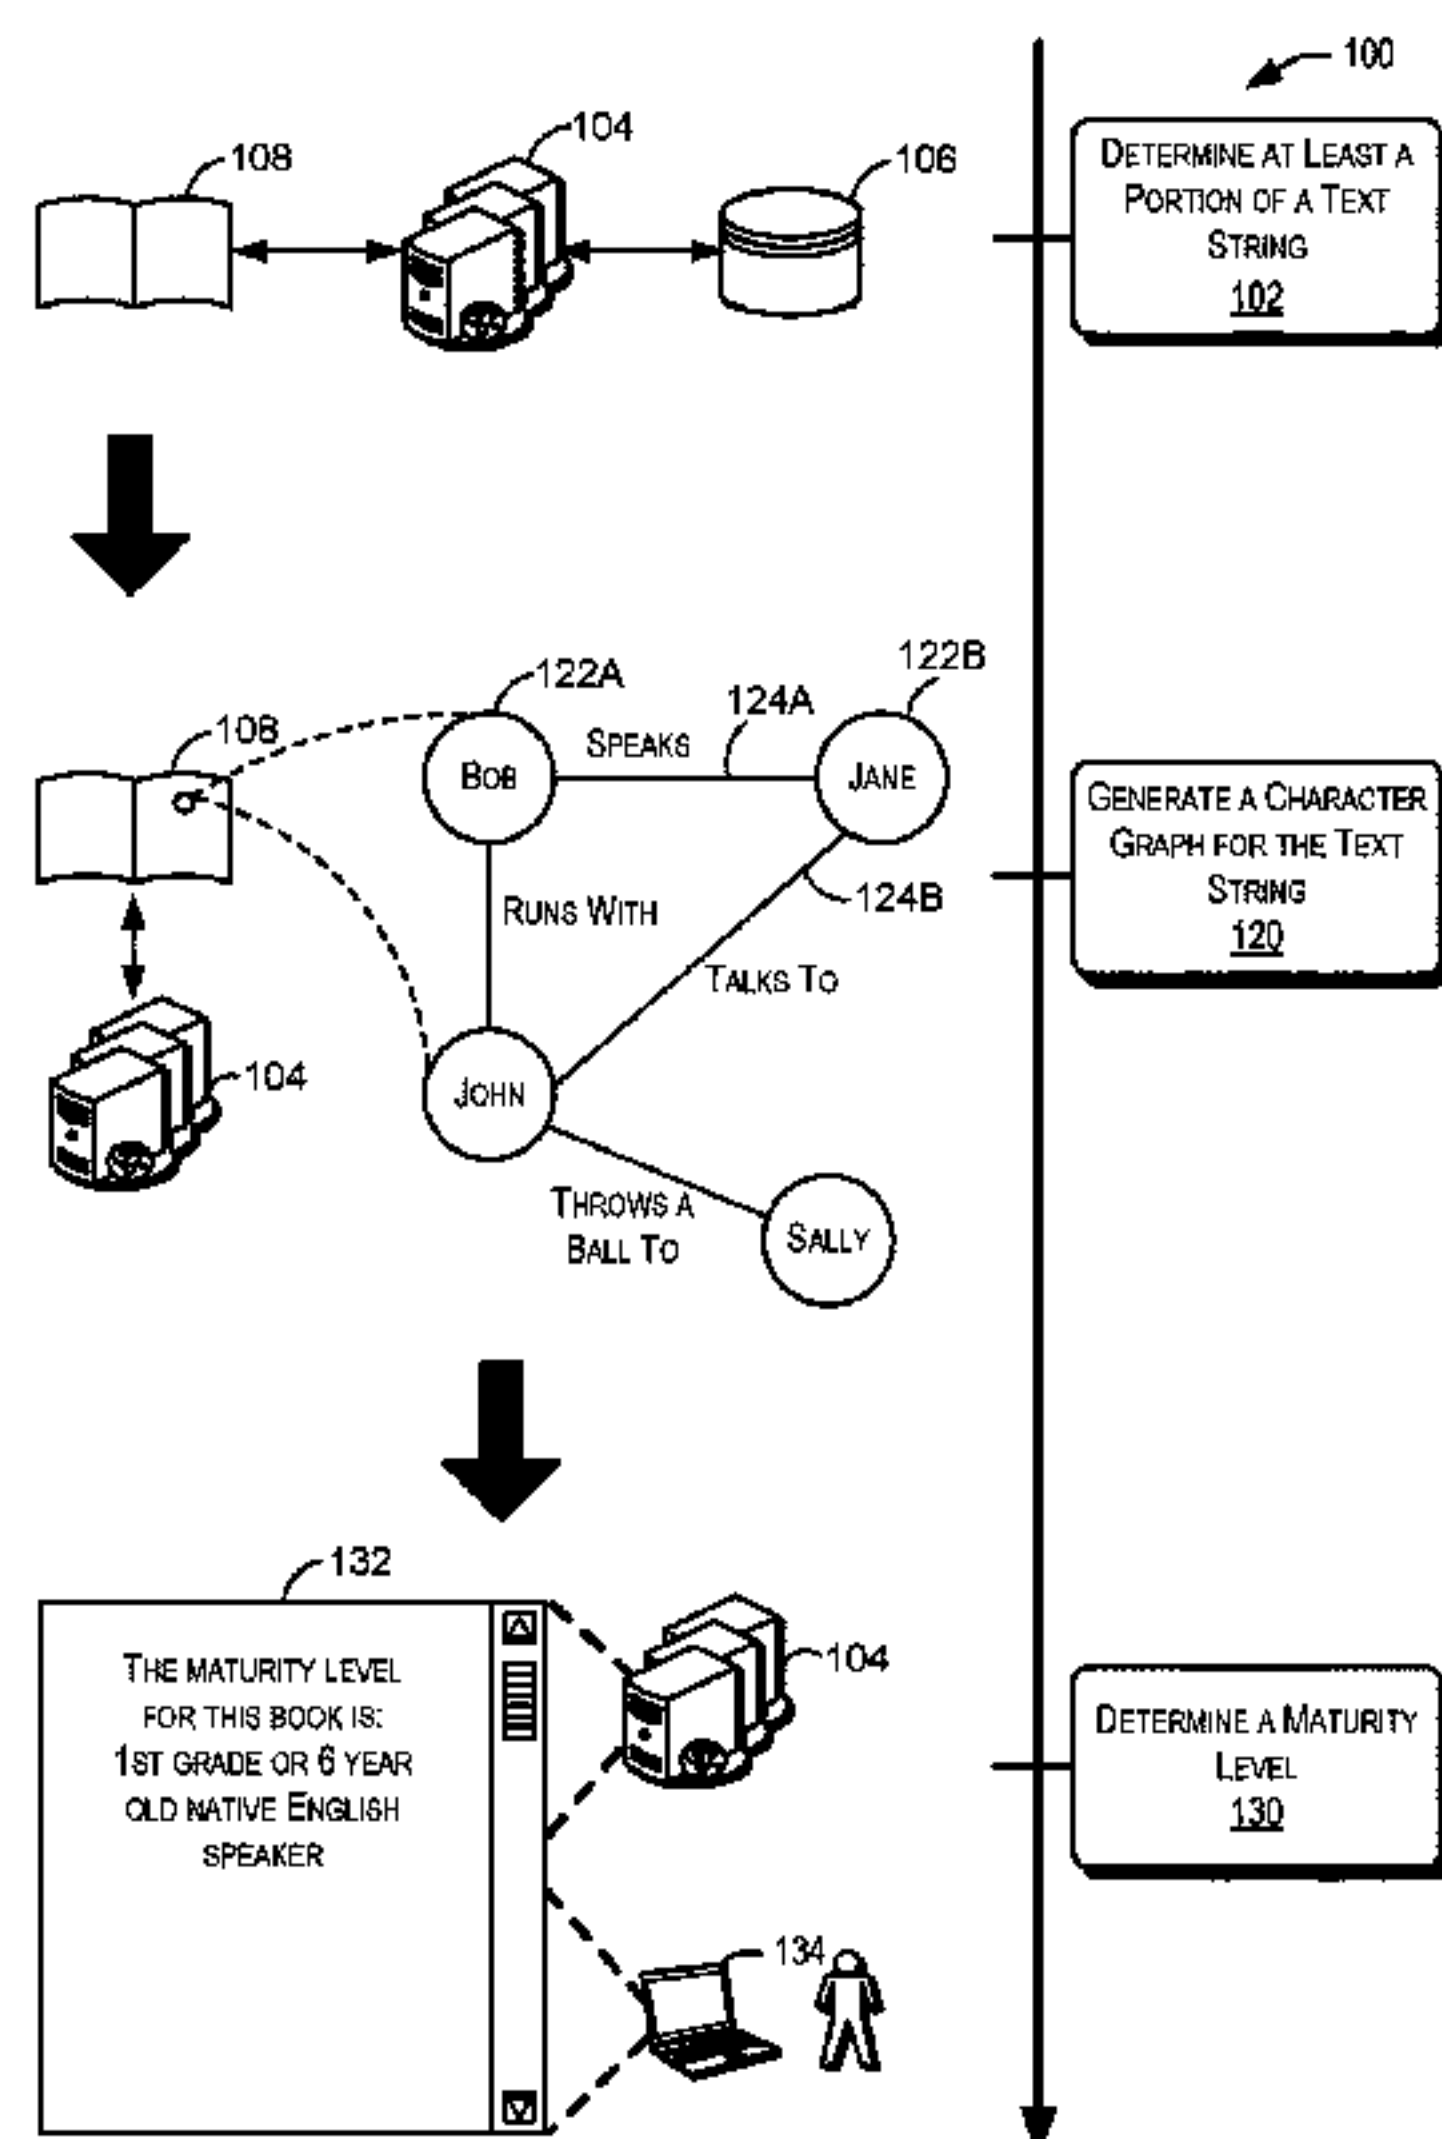 100
DETERMINE AT LEAST A
PORTION OF A TEXT
STRING
102
108
104
106
122A
122B
124A
108
SPEAKS
BOB
JANE
GENERATE A CHARACTER
GRAPH FOR THE TEXT
STRING
120
124B
RUNS WITH
TALKS TO
104
JOHN
THROWS A
BALL TO
SALLY
132
THE MATURITY LEVEL
FOR THIS BOOK IS:
1ST GRADE OR 6 YEAR
OLD NATIVE ENGLISH
SPEAKER
104
DETERMINE A MATURITY
LEVEL
130
134